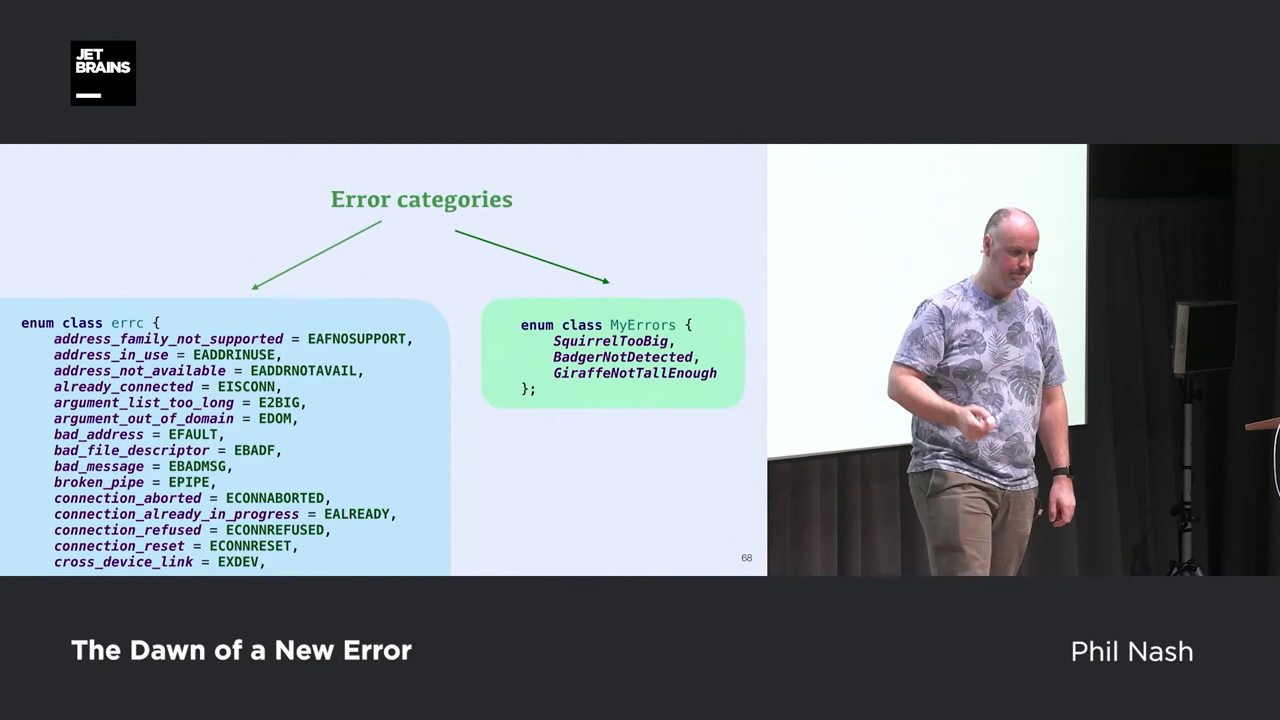 JET
BRAINS
Error categories
enum class errc {
address_family_not_supported = EAFNOSUPPORT,
address_in_use = EADDRINUSE,
address_not_available = EADDRNOTAVAIL,
already_connected = EISCONN,
argument_list_too_long = E2BIG,
argument_out_of_domain = EDOM,
bad_address = EFAULT,
bad_file_descriptor = EBADF,
bad_message = EBADMSG,
broken_pipe = EPIPE,
connection_aborted = ECONNABORTED,
connection_already_in_progress = EALREADY,
connection_refused = ECONNREFUSED,
connection_reset = ECONNRESET,
cross_device_link = EXDEV,
enum class MyErrors {
SquirrelTooBig,
BadgerNotDetected,
GiraffeNotTallEnough
};
68
The Dawn of a New Error
Phil Nash